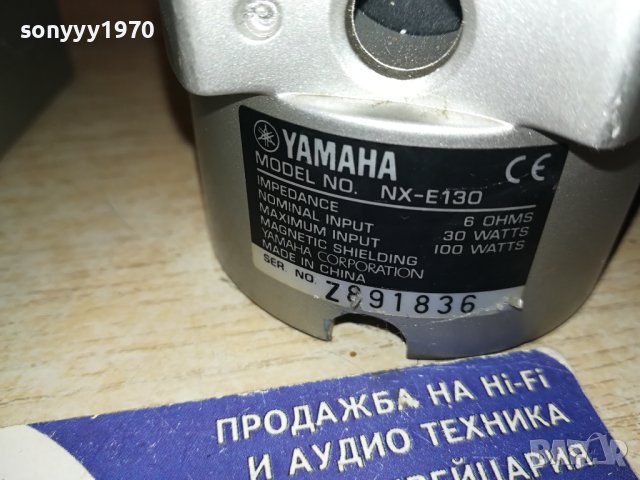 sonyyy1970
YAMAHA
CE
MODEL NO. NX-E130
IMPEDANCE 6 OHMS
NOMINAL INPUT 30 WATTS
MAXIMUM INPUT 100 WATTS
MAGNETIC SHIELDING
YAMAHA CORPORATION
MADE IN CHINA
SER. NO. Z891836
ПРОДАЖБА НА Hi-Fi
И АУДИО ТЕХНИКА